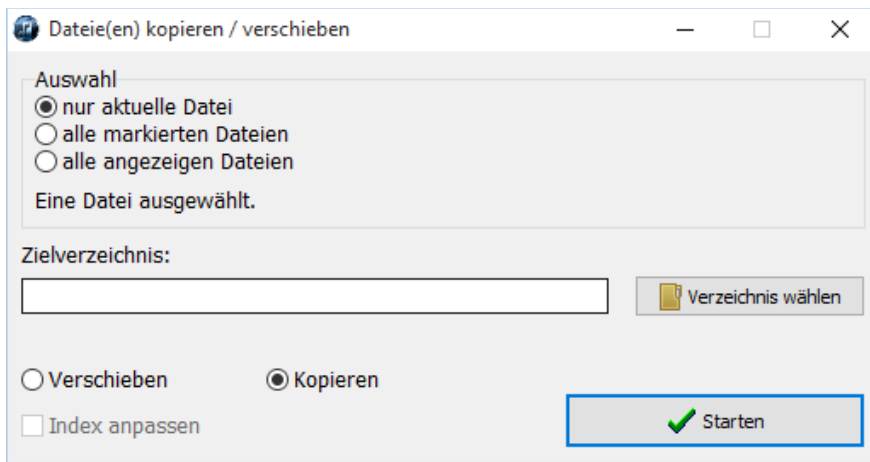 Dateie(en) kopieren / verschieben
Auswahl
nur aktuelle Datei
alle markierten Dateien
alle angezeigen Dateien
Eine Datei ausgewählt.
Zielverzeichnis:
Verzeichnis wählen
Verschieben Kopieren
Index anpassen
Starten